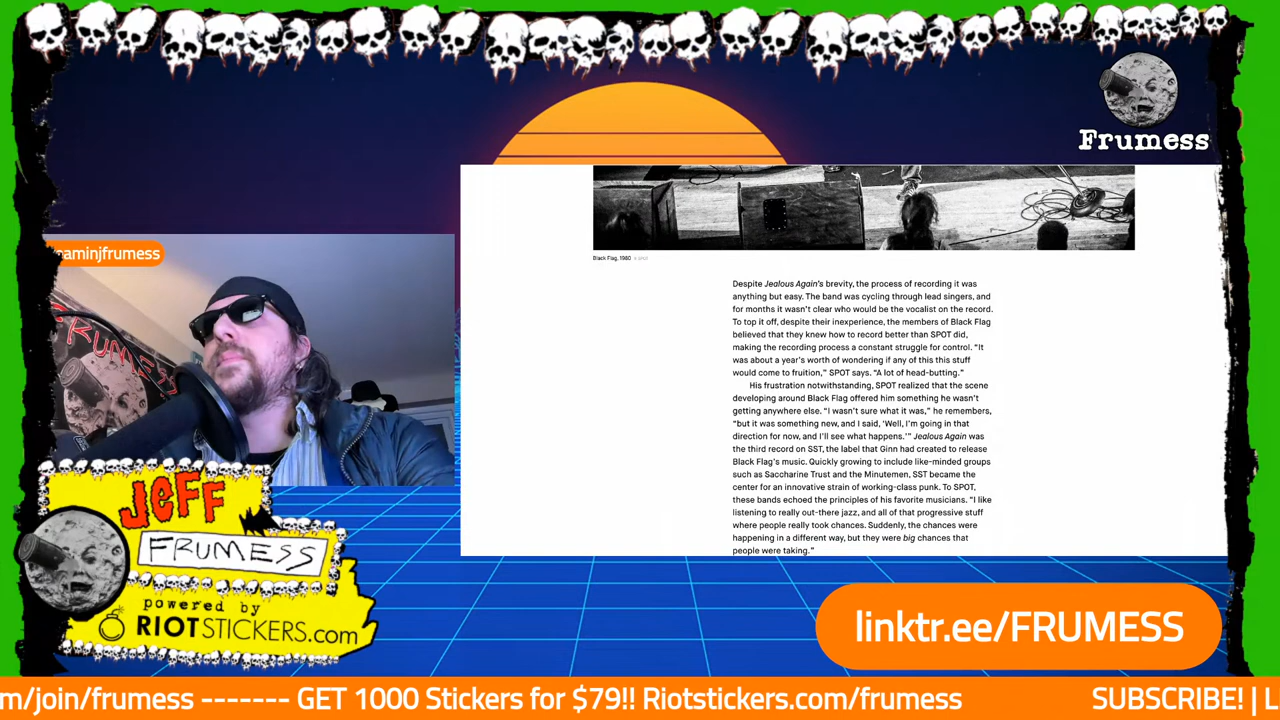 Frumess
aminjfrumess
FRUMESS
Black Flag, 1980
Despite Jealous Again's brevity, the process of recording it was
anything but easy. The band was cycling through lead singers, and
for months it wasn't clear who would be the vocalist on the record.
To top it off, despite their inexperience, the members of Black Flag
believed that they knew how to record better than SPOT did,
making the recording process a constant struggle for control. "It
was about a year's worth of wondering if any of this this stuff
would come to fruition," SPOT says. "A lot of head-butting."
His frustration notwithstanding, SPOT realized that the scene
developing around Black Flag offered him something he wasn't
getting anywhere else. "I wasn't sure what it was," he remembers,
"but it was something new, and I said, 'Well, I'm going in that
direction for now, and I'll see what happens.'" Jealous Again was
the third record on SST, the label that Ginn had created to release
Black Flag's music. Quickly growing to include like-minded groups
such as Saccharine Trust and the Minutemen, SST became the
center for an innovative strain of working-class punk. To SPOT,
these bands echoed the principles of his favorite musicians. "I like
listening to really out-there jazz, and all of that progressive stuff
where people really took chances. Suddenly, the chances were
happening in a different way, but they were big chances that
people were taking."
JEFF
FRUMESS
powered by
RIOTSTICKERS.com
linktr.ee/FRUMESS
m/join/frumess ------- GET 1000 Stickers for $79!! Riotstickers.com/frumess SUBSCRIBE! | L